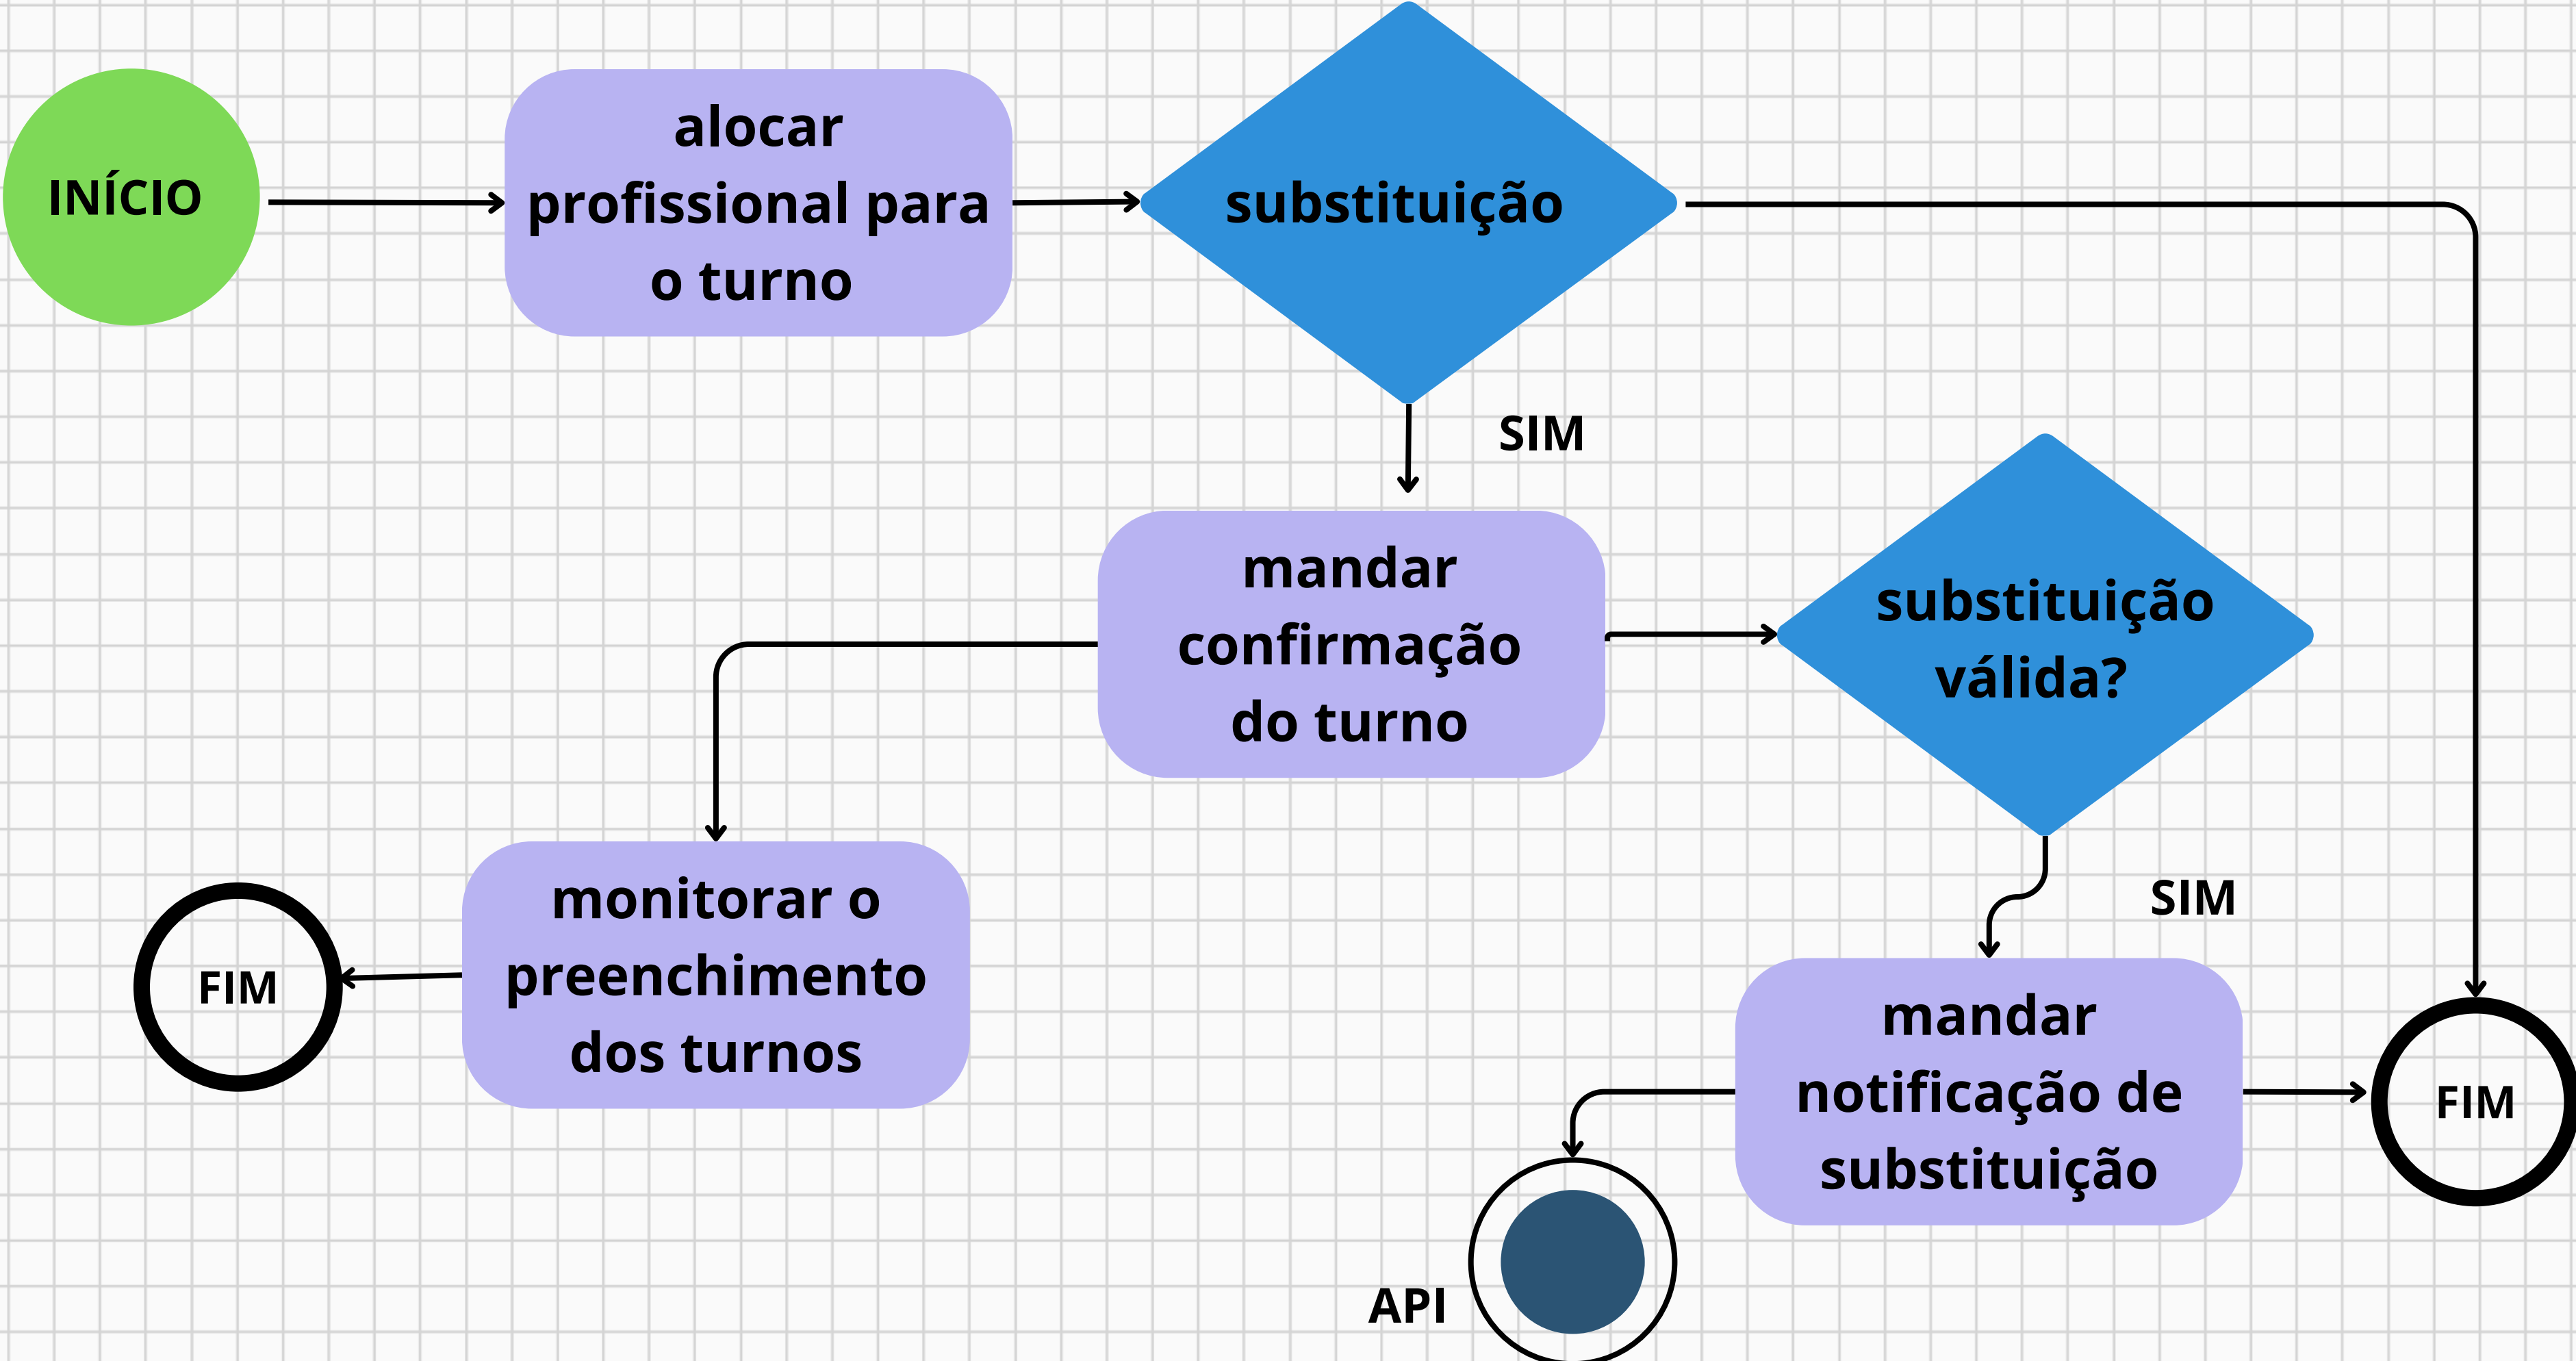 INÍCIO
alocar
profissional para
o turno
substituição
SIM
mandar
confirmação
do turno
substituição
válida?
SIM
monitorar o
preenchimento
dos turnos
FIM
mandar
notificação de
substituição
FIM
API